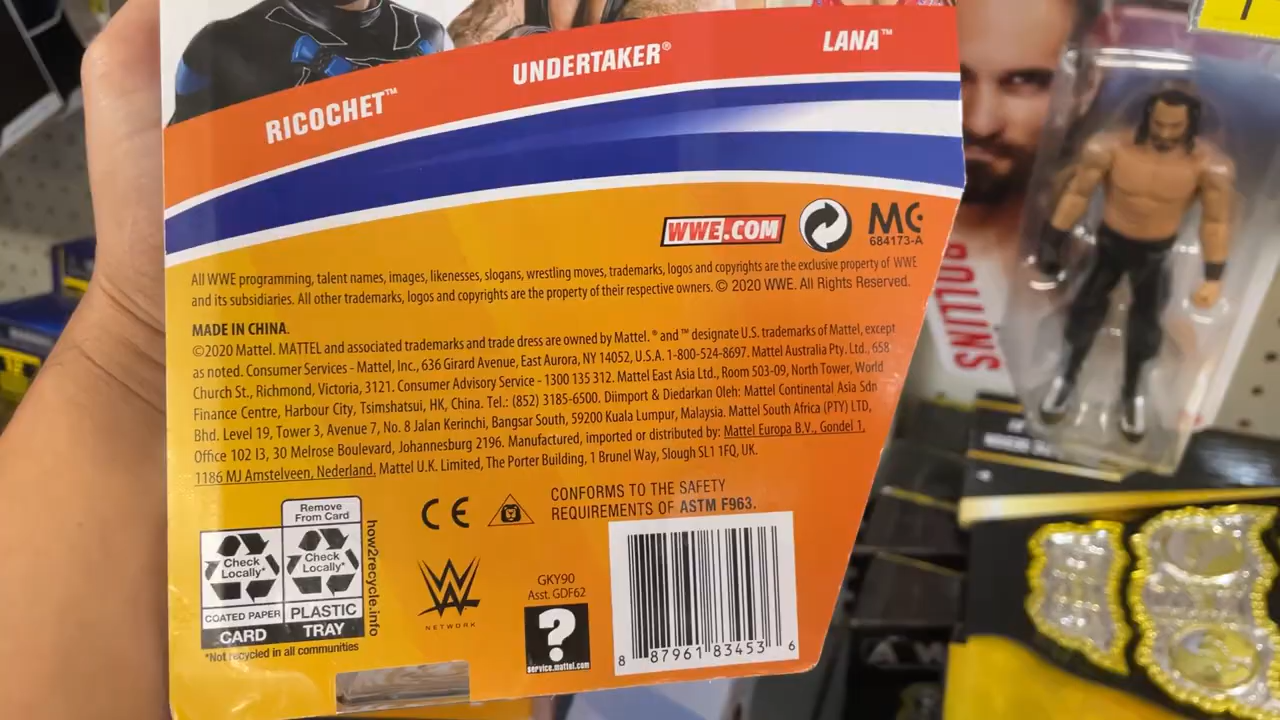 RICOCHET™
UNDERTAKER®
LANA™
WWE.COM
MC
684173-A
All WWE programming, talent names, images, likenesses, slogans, wrestling moves, trademarks, logos and copyrights are the exclusive property of WWE
and its subsidiaries. All other trademarks, logos and copyrights are the property of their respective owners. © 2020 WWE. All Rights Reserved.
MADE IN CHINA.
©2020 Mattel. MATTEL and associated trademarks and trade dress are owned by Mattel. ® and ™ designate U.S. trademarks of Mattel, except
as noted. Consumer Services - Mattel, Inc., 636 Girard Avenue, East Aurora, NY 14052, U.S.A. 1-800-524-8697. Mattel Australia Pty. Ltd., 658
Church St., Richmond, Victoria, 3121. Consumer Advisory Service - 1300 135 312. Mattel East Asia Ltd., Room 503-09, North Tower, World
Finance Centre, Harbour City, Tsimshatsui, HK, China. Tel.: (852) 3185-6500. Diimport & Diedarkan Oleh: Mattel Continental Asia Sdn
Bhd. Level 19, Tower 3, Avenue 7, No. 8 Jalan Kerinchi, Bangsar South, 59200 Kuala Lumpur, Malaysia. Mattel South Africa (PTY) LTD,
Office 102 I3, 30 Melrose Boulevard, Johannesburg 2196. Manufactured, imported or distributed by: Mattel Europa B.V., Gondel 1,
1186 MJ Amstelveen, Nederland. Mattel U.K. Limited, The Porter Building, 1 Brunel Way, Slough SL1 1FQ, UK.
Remove
From Card
Check
Locally*
Check
Locally*
COATED PAPER
CARD
PLASTIC
TRAY
how2recycle.info
*Not recycled in all communities
CE
CONFORMS TO THE SAFETY
REQUIREMENTS OF ASTM F963.
W
NETWORK
GKY90
Asst. GDF62
?
service.mattel.com
8 87961 83453 6
ROLLINS